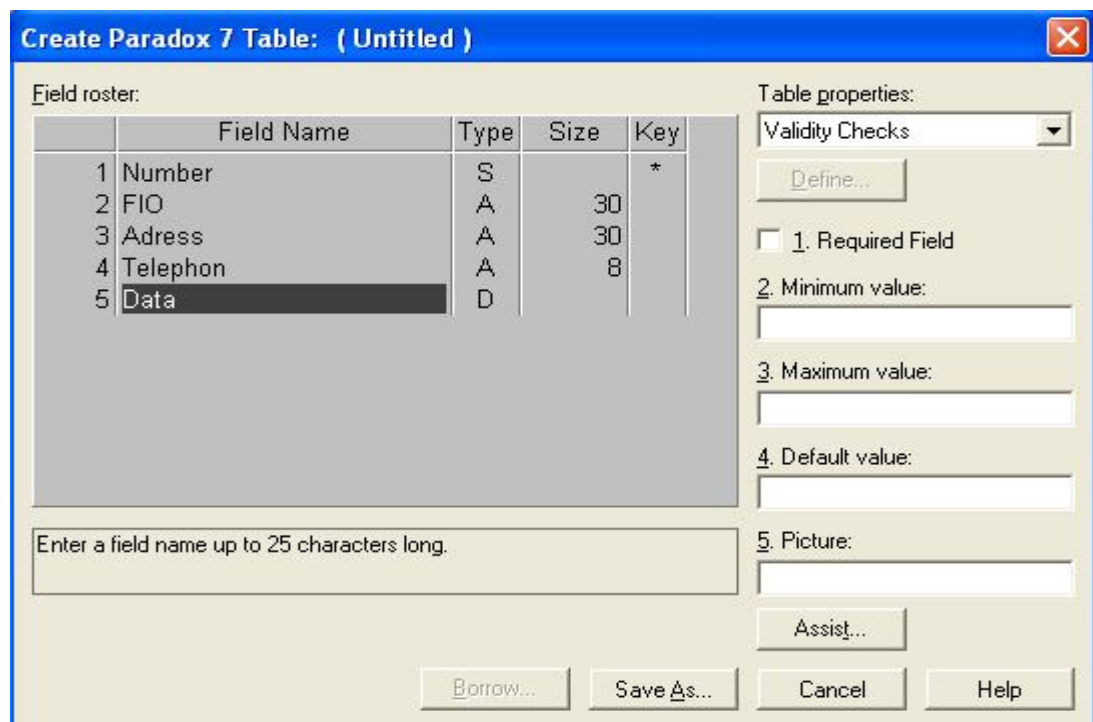 Create Paradox 7 Table: ( Untitled )
Field roster:
Field Name Type Size Key
1 Number S *
2 FIO A 30
3 Adress A 30
4 Telephon A 8
5 Data D
Enter a field name up to 25 characters long.
Table properties:
Validity Checks
Define...
1. Required Field
2. Minimum value:
3. Maximum value:
4. Default value:
5. Picture:
Assist...
Borrow... Save As... Cancel Help